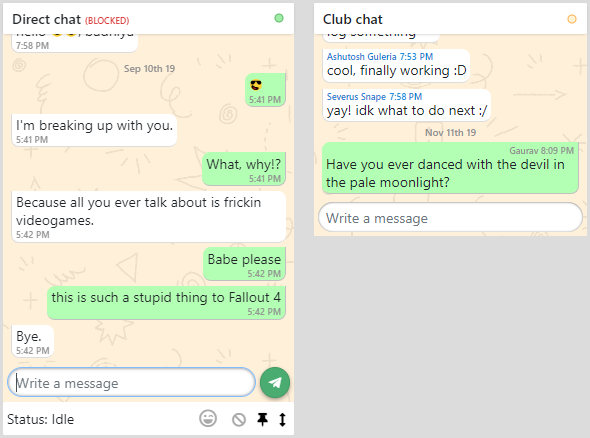 Direct chat (BLOCKED)
7:58 PM
Sep 10th 19
5:41 PM
I'm breaking up with you.
5:41 PM
What, why!?
5:41 PM
Because all you ever talk about is frickin
videogames.
5:42 PM
Babe please
5:42 PM
this is such a stupid thing to Fallout 4
5:42 PM
Bye.
5:42 PM
Write a message
Status: Idle
Club chat
log something
Ashutosh Guleria 7:53 PM
cool, finally working :D
Severus Snape 7:58 PM
yay! idk what to do next :/
Nov 11th 19
Gaurav 8:09 PM
Have you ever danced with the devil in
the pale moonlight?
Write a message